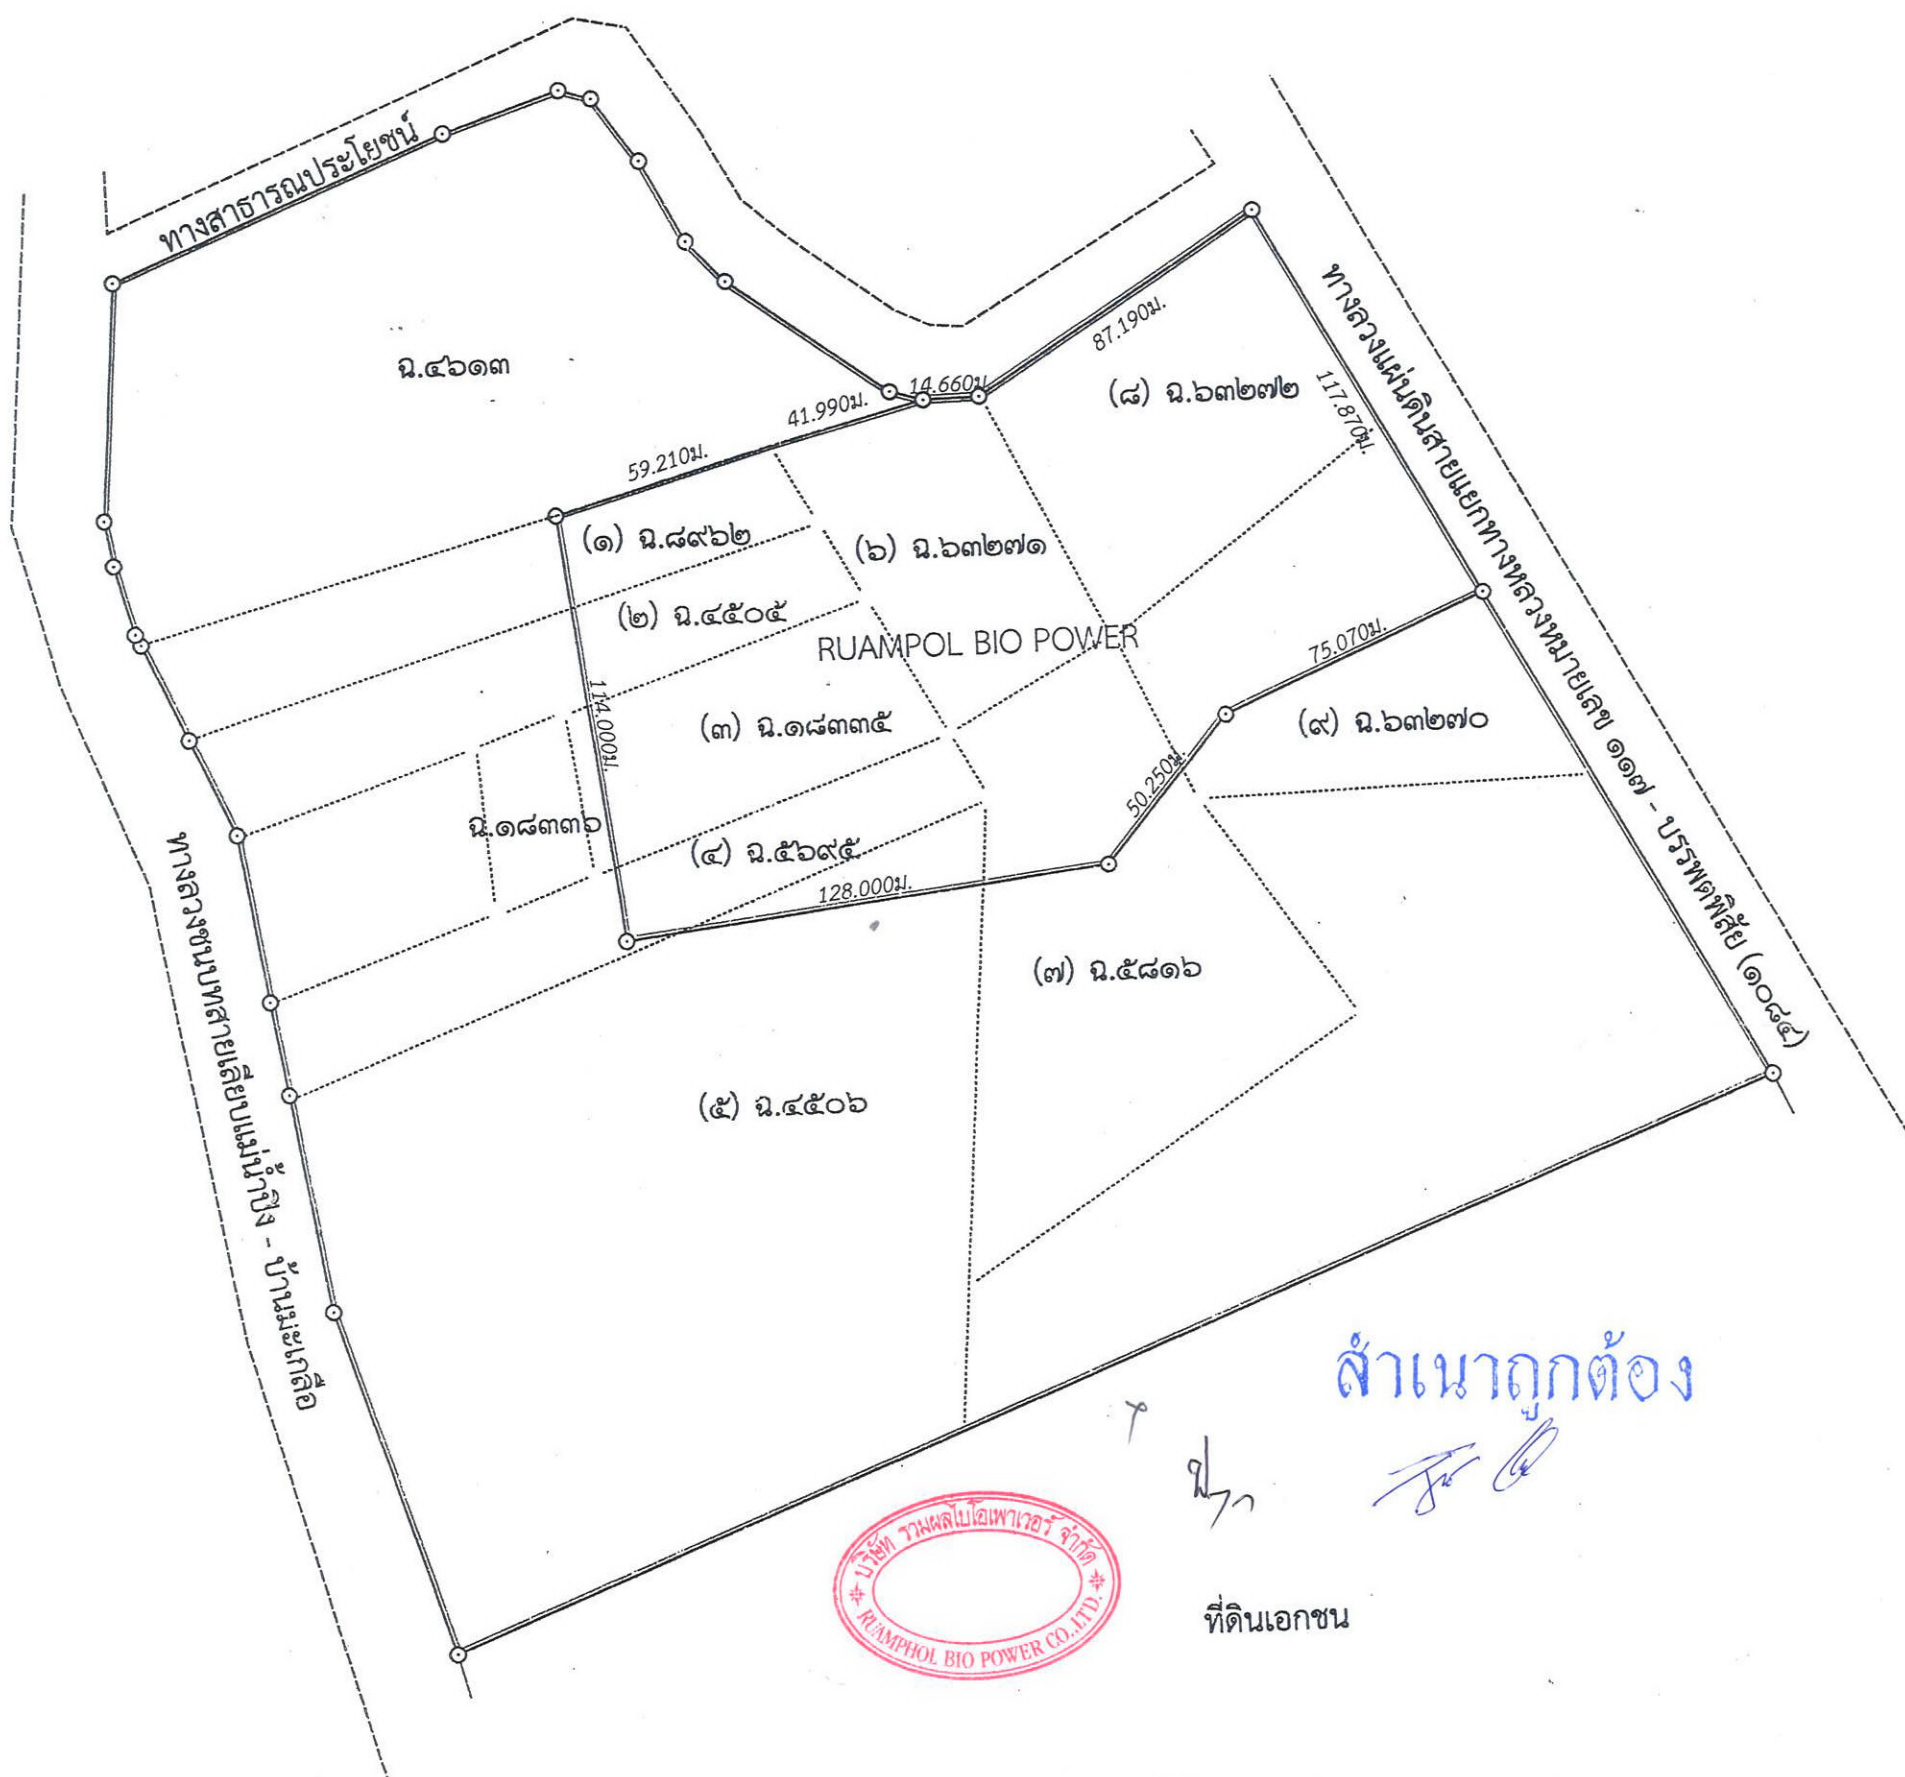 ทางสาธารณประโยชน์
ฉ.๔๖๑๓
87.190ม.
14.660ม.
41.990ม.
59.210ม.
(๘) ฉ.๖๓๒๗๒
117.870ม.
ทางลวงแผ่นดินสายแยกทางหลวงหมายเลข ๑๑๗ - บรรพตพิสัย (๑๐๘๔)
(๑) ฉ.๘๙๖๒
(๖) ฉ.๖๓๒๗๑
(๒) ฉ.๔๕๐๕
RUAMPOL BIO POWER
75.070ม.
114.000ม.
(๓) ฉ.๑๘๓๓๕
(๙) ฉ.๖๓๒๗๐
50.250ม.
ฉ.๑๘๓๓๖
(๔) ฉ.๕๖๙๕
128.000ม.
ทางลวงชนบทสายเลียบแม่น้ำปิง - บ้านมะเกลือ
(๗) ฉ.๕๘๑๖
(๕) ฉ.๔๕๐๖
สำเนาถูกต้อง
บริษัท รวมผลไบโอเพาเวอร์ จำกัด
RUAMPHOL BIO POWER CO.,LTD.
ที่ดินเอกชน